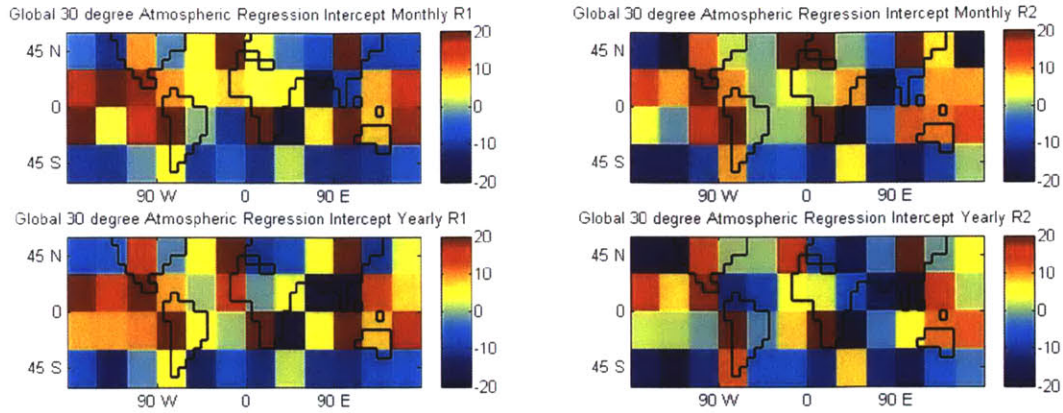 Global 30 degree Atmospheric Regression Intercept Monthly R1
45 N
0
45 S
90 W 0 90 E
20
10
0
-10
-20
Global 30 degree Atmospheric Regression Intercept Monthly R2
45 N
0
45 S
90 W 0 90 E
20
10
0
-10
-20
Global 30 degree Atmospheric Regression Intercept Yearly R1
45 N
0
45 S
90 W 0 90 E
20
10
0
-10
-20
Global 30 degree Atmospheric Regression Intercept Yearly R2
45 N
0
45 S
90 W 0 90 E
20
10
0
-10
-20